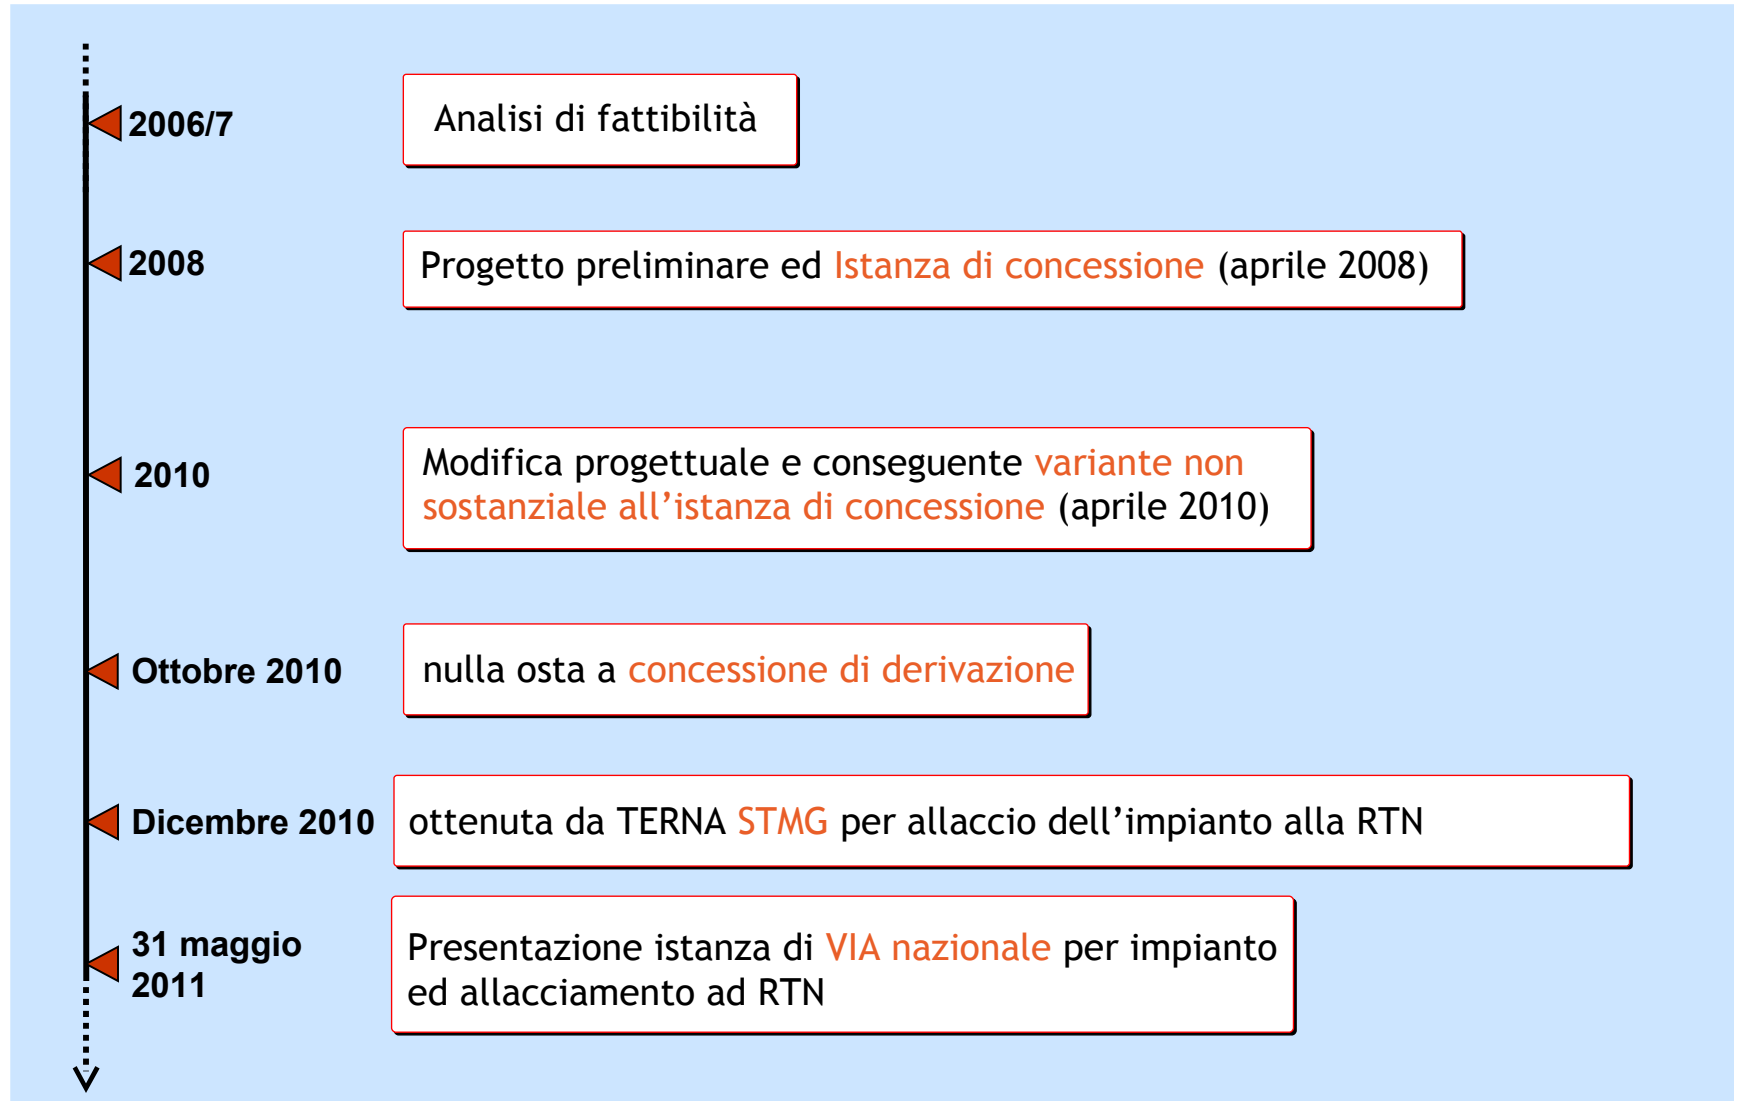 2006/7
Analisi di fattibilità
2008
Progetto preliminare ed Istanza di concessione (aprile 2008)
2010
Modifica progettuale e conseguente variante non
sostanziale all’istanza di concessione (aprile 2010)
Ottobre 2010
nulla osta a concessione di derivazione
Dicembre 2010
ottenuta da TERNA STMG per allaccio dell’impianto alla RTN
31 maggio
2011
Presentazione istanza di VIA nazionale per impianto
ed allacciamento ad RTN